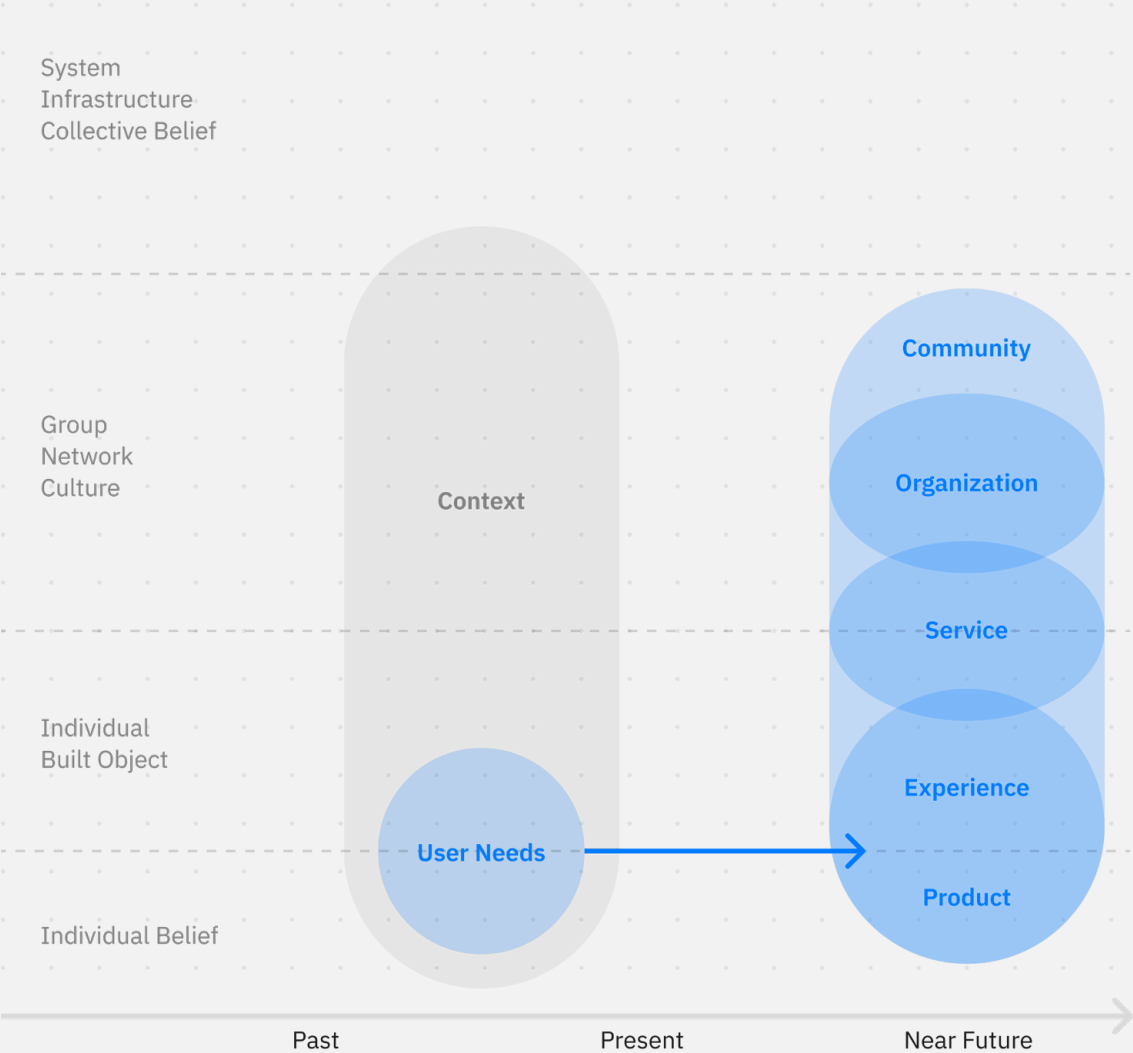 System
Infrastructure
Collective Belief
Community
Group
Network
Culture
Organization
Context
Service
Individual
Built Object
Experience
User Needs
Product
Individual Belief
Past
Present
Near Future